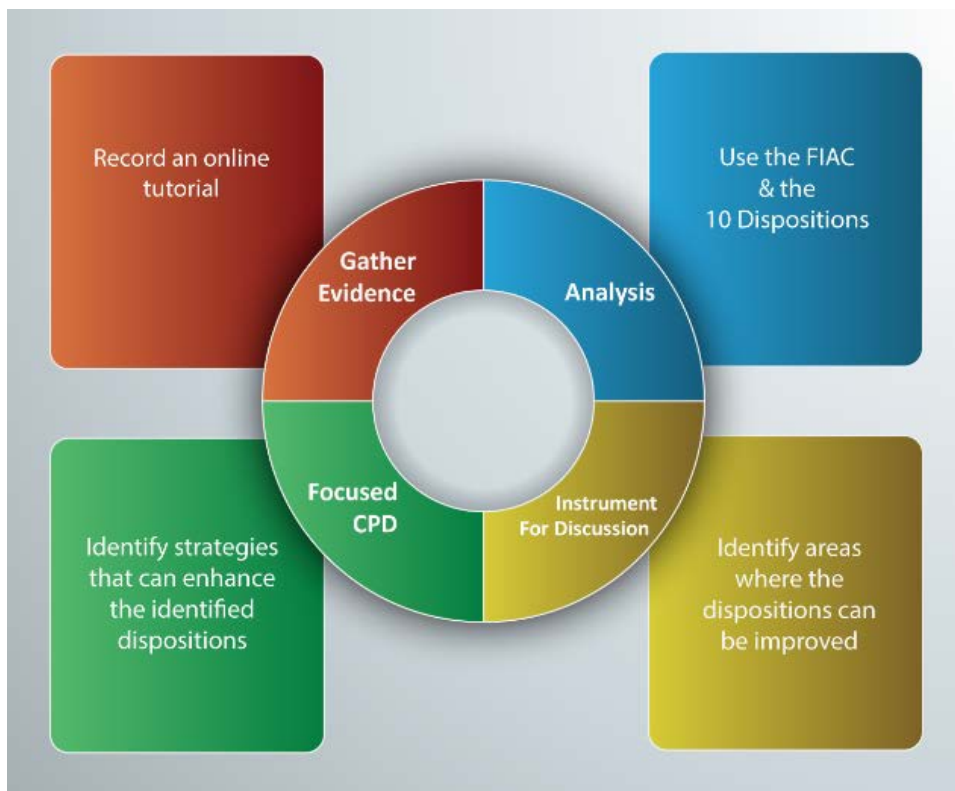 Record an online
tutorial
Use the FIAC
& the
10 Dispositions
Gather
Evidence
Analysis
Focused
CPD
Instrument
For Discussion
Identify strategies
that can enhance
the identified
dispositions
Identify areas
where the
dispositions can
be improved